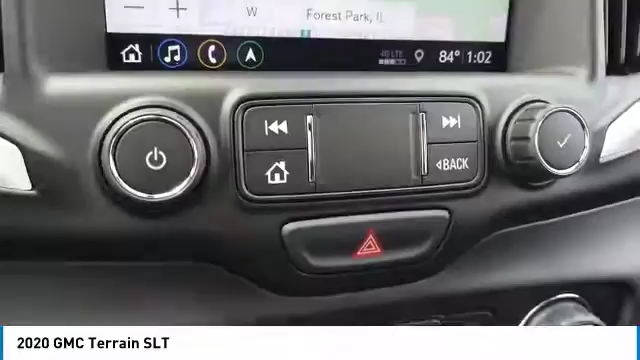 W
Forest Park, IL
4G LTE
84° 1:02
BACK
2020 GMC Terrain SLT